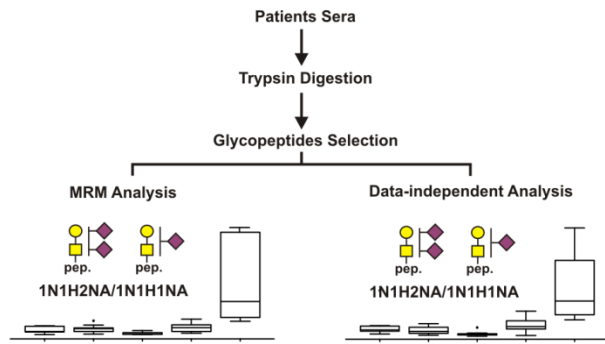 Patients Sera
Trypsin Digestion
Glycopeptides Selection
MRM Analysis
pep. pep.
1N1H2NA/1N1H1NA
Data-independent Analysis
pep. pep.
1N1H2NA/1N1H1NA